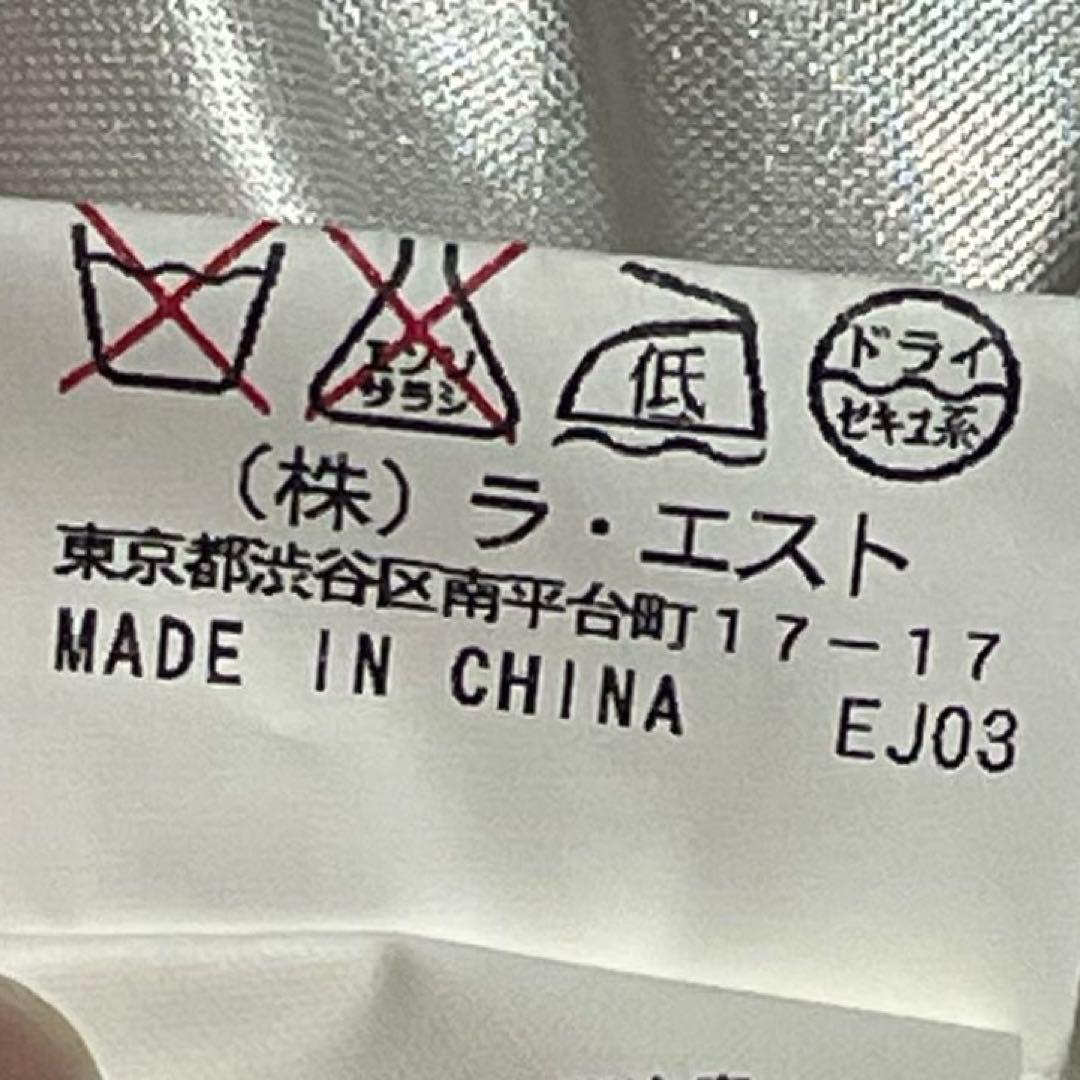 エンソ
サラシ
低
ドライ
セキユ系
(株) ラ・エスト
東京都渋谷区南平台町17-17
MADE IN CHINA EJ03